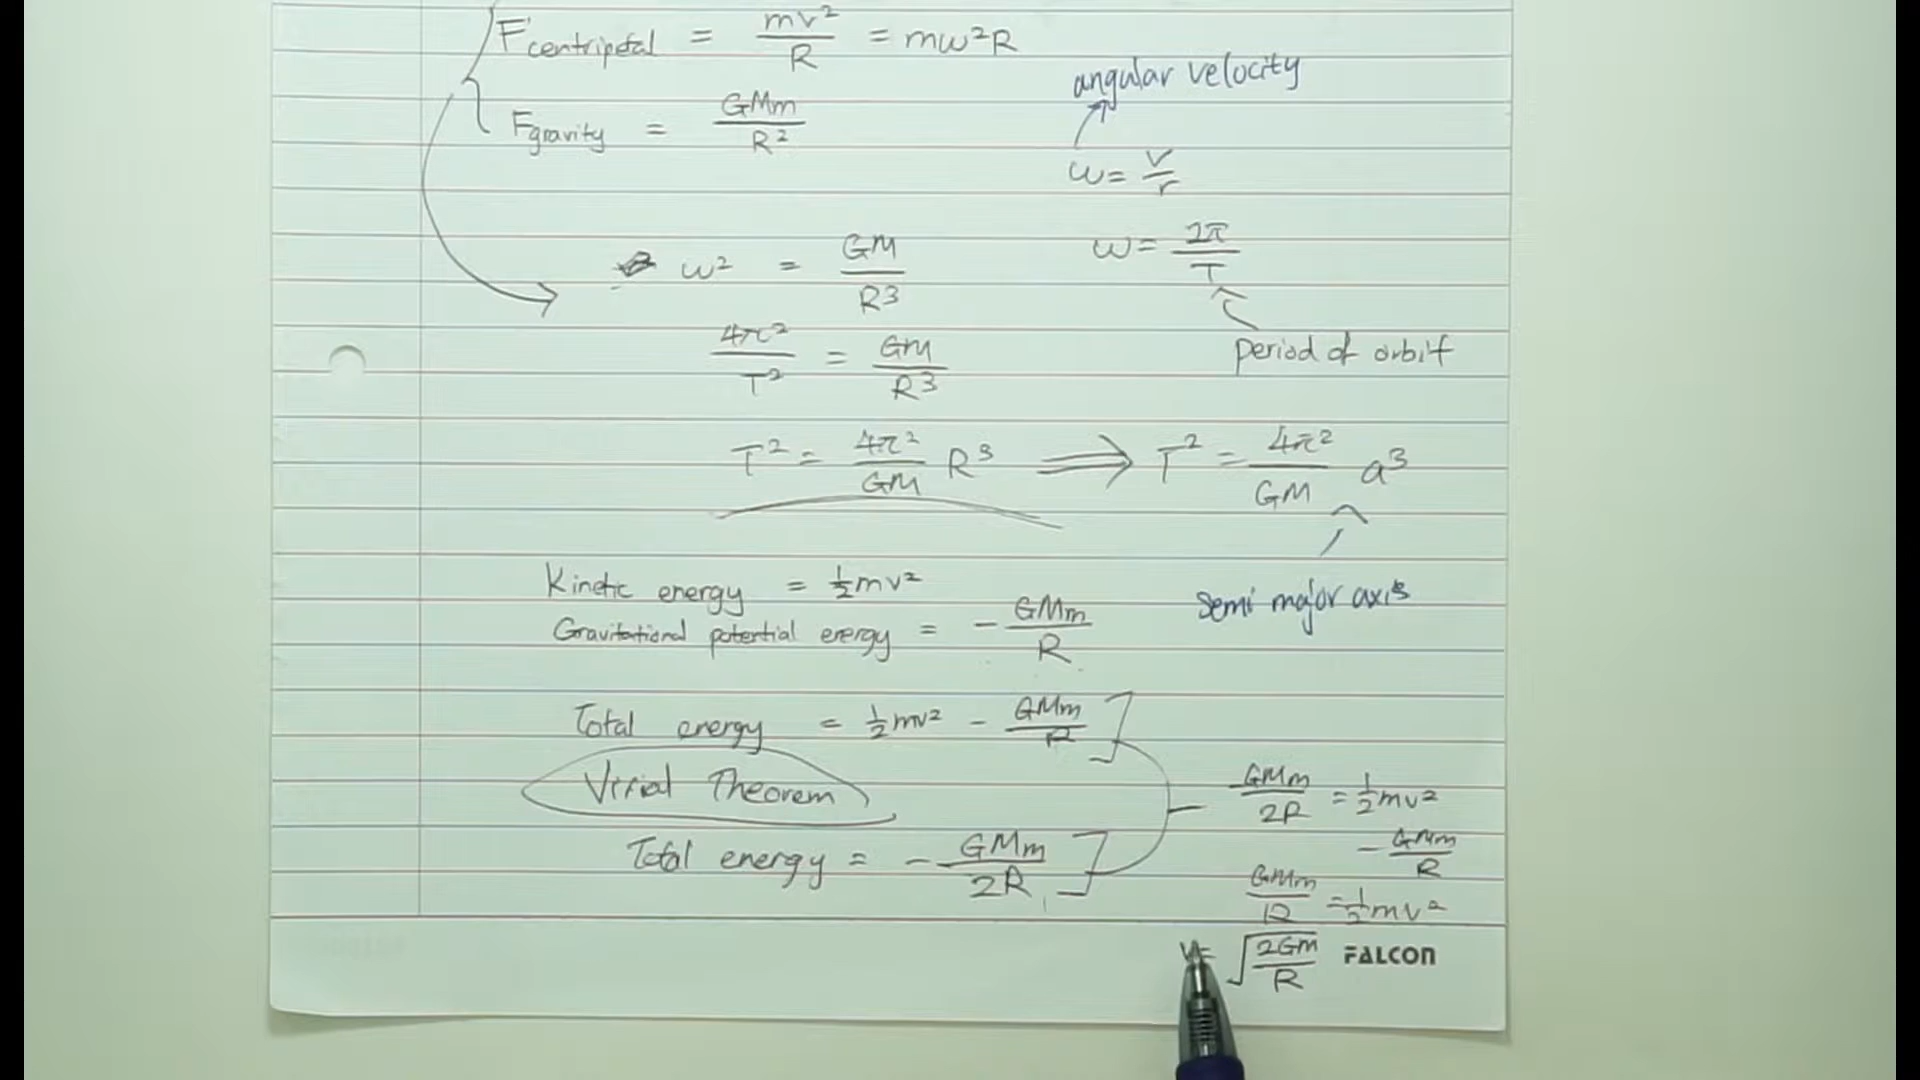 F centripetal = mv²/R = mω²R
angular velocity
F gravity = GMm/R²
ω = v/r
ω² = GM/R³
ω = 2π/T
4π²/T² = GM/R³
period of orbit
T² = 4π²/GM R³ ⟹ T² = 4π²/GM a³
Kinetic energy = ½mv²
semi major axis
Gravitational potential energy = - GMm/R
Total energy = ½mv² - GMm/R
Virial Theorem
GMm/2R = ½mv²
- GMm/R
Total energy = - GMm/2R
GMm/R = ½mv²
v = √2GM/R
FALCON